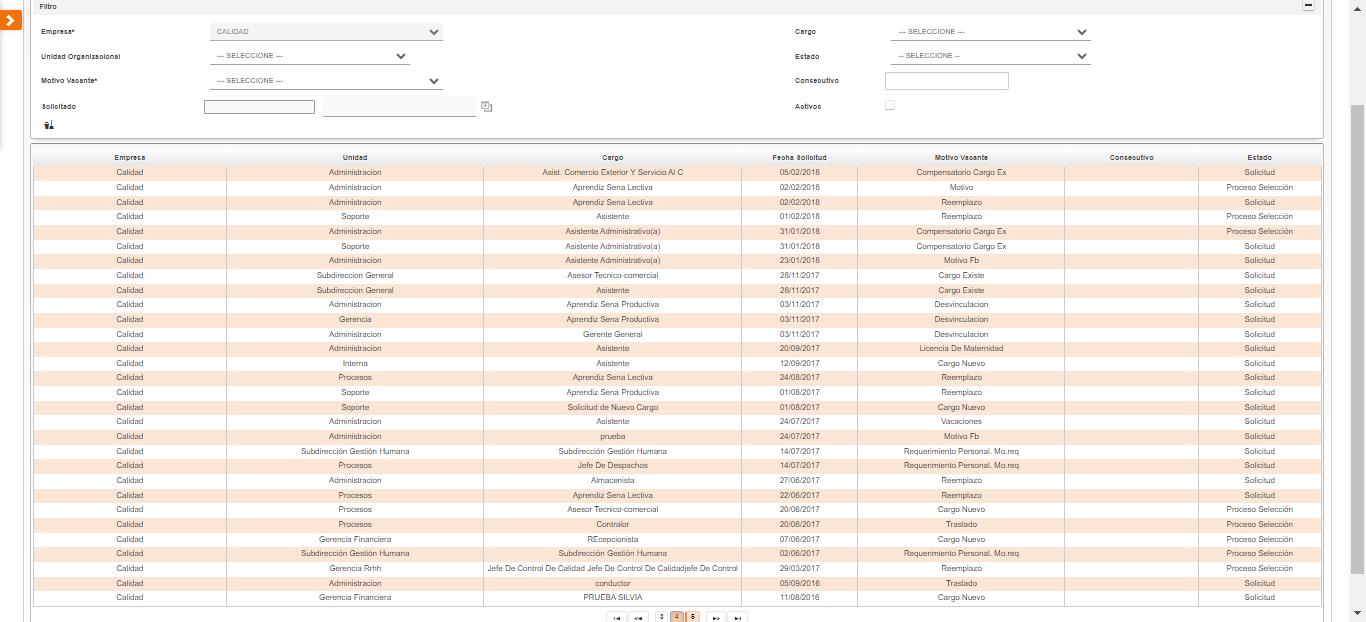 Filtro
Empresa* CALIDAD Cargo --- SELECCIONE ---
Unidad Organizacional --- SELECCIONE --- Estado -- SELECCIONE --
Motivo Vacante* --- SELECCIONE --- Consecutivo
Solicitado Activos
Empresa Unidad Cargo Fecha Solicitud Motivo Vacante Consecutivo Estado
Calidad Administracion Asist. Comercio Exterior Y Servicio Al C 05/02/2018 Compensatorio Cargo Ex Solicitud
Calidad Administracion Aprendiz Sena Lectiva 02/02/2018 Motivo Proceso Selección
Calidad Administracion Aprendiz Sena Lectiva 02/02/2018 Reemplazo Solicitud
Calidad Soporte Asistente 01/02/2018 Reemplazo Proceso Selección
Calidad Administracion Asistente Administrativo(a) 31/01/2018 Compensatorio Cargo Ex Proceso Selección
Calidad Soporte Asistente Administrativo(a) 31/01/2018 Compensatorio Cargo Ex Solicitud
Calidad Administracion Asistente Administrativo(a) 23/01/2018 Motivo Fb Solicitud
Calidad Subdireccion General Asesor Tecnico-comercial 28/11/2017 Cargo Existe Solicitud
Calidad Subdireccion General Asistente 28/11/2017 Cargo Existe Solicitud
Calidad Administracion Aprendiz Sena Productiva 03/11/2017 Desvinculacion Solicitud
Calidad Gerencia Aprendiz Sena Productiva 03/11/2017 Desvinculacion Solicitud
Calidad Administracion Gerente General 03/11/2017 Desvinculacion Solicitud
Calidad Administracion Asistente 20/09/2017 Licencia De Maternidad Solicitud
Calidad Interna Asistente 12/09/2017 Cargo Nuevo Solicitud
Calidad Procesos Aprendiz Sena Lectiva 24/08/2017 Reemplazo Solicitud
Calidad Soporte Aprendiz Sena Productiva 01/08/2017 Reemplazo Solicitud
Calidad Soporte Solicitud de Nuevo Cargo 01/08/2017 Cargo Nuevo Solicitud
Calidad Administracion Asistente 24/07/2017 Vacaciones Solicitud
Calidad Administracion prueba 24/07/2017 Motivo Fb Solicitud
Calidad Subdirección Gestión Humana Subdirección Gestión Humana 14/07/2017 Requerimiento Personal. Mo.req Solicitud
Calidad Procesos Jefe De Despachos 14/07/2017 Requerimiento Personal. Mo.req Solicitud
Calidad Administracion Almacenista 27/06/2017 Reemplazo Solicitud
Calidad Procesos Aprendiz Sena Lectiva 22/06/2017 Reemplazo Solicitud
Calidad Procesos Asesor Tecnico-comercial 20/06/2017 Cargo Nuevo Proceso Selección
Calidad Procesos Contralor 20/06/2017 Traslado Proceso Selección
Calidad Gerencia Financiera REcepcionista 07/06/2017 Cargo Nuevo Proceso Selección
Calidad Subdirección Gestión Humana Subdirección Gestión Humana 02/06/2017 Requerimiento Personal. Mo.req Proceso Selección
Calidad Gerencia Rrhh Jefe De Control De Calidad Jefe De Control De Calidadjefe De Control 29/03/2017 Reemplazo Proceso Selección
Calidad Administracion conductor 05/09/2016 Traslado Solicitud
Calidad Gerencia Financiera PRUEBA SILVIA 11/08/2016 Cargo Nuevo Solicitud
3 4 5